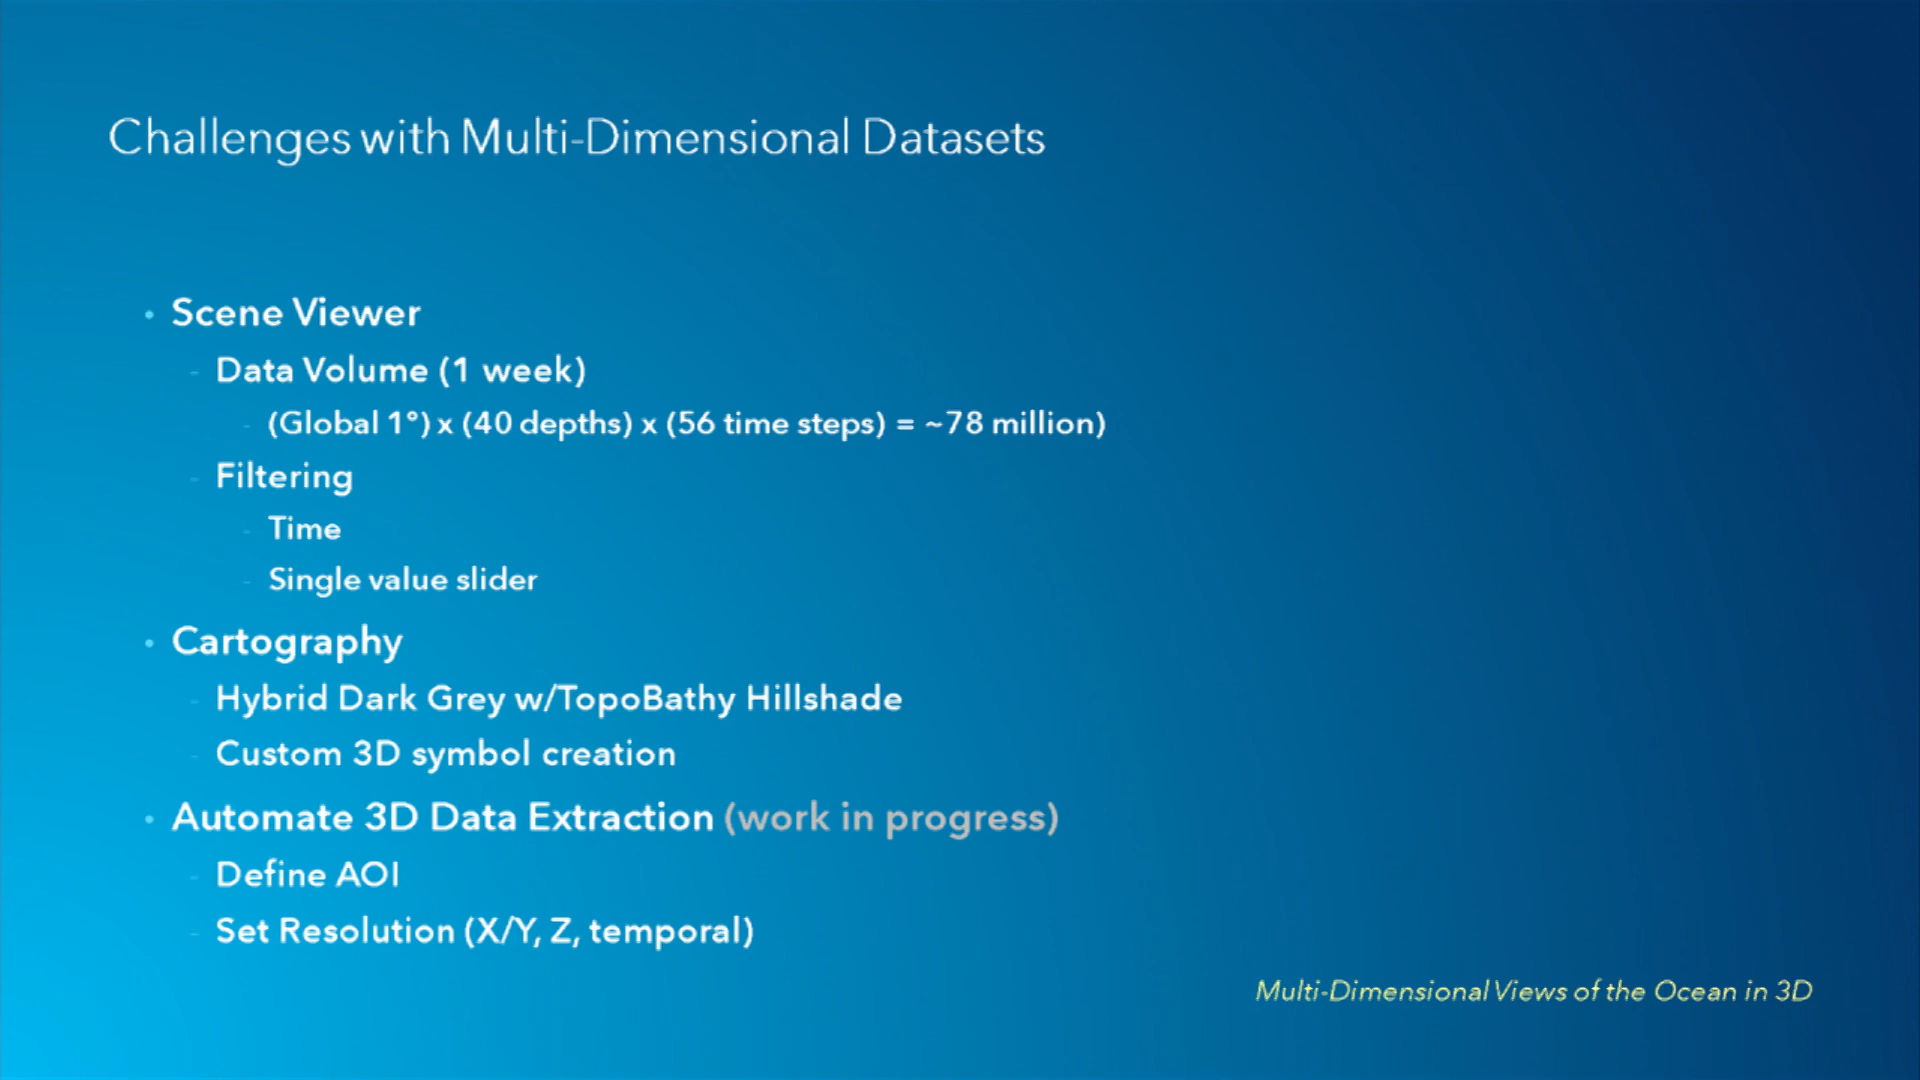 Challenges with Multi-Dimensional Datasets
• Scene Viewer
- Data Volume (1 week)
- (Global 1°) x (40 depths) x (56 time steps) = ~78 million)
- Filtering
- Time
- Single value slider
• Cartography
- Hybrid Dark Grey w/TopoBathy Hillshade
- Custom 3D symbol creation
• Automate 3D Data Extraction (work in progress)
- Define AOI
- Set Resolution (X/Y, Z, temporal)
Multi-Dimensional Views of the Ocean in 3D